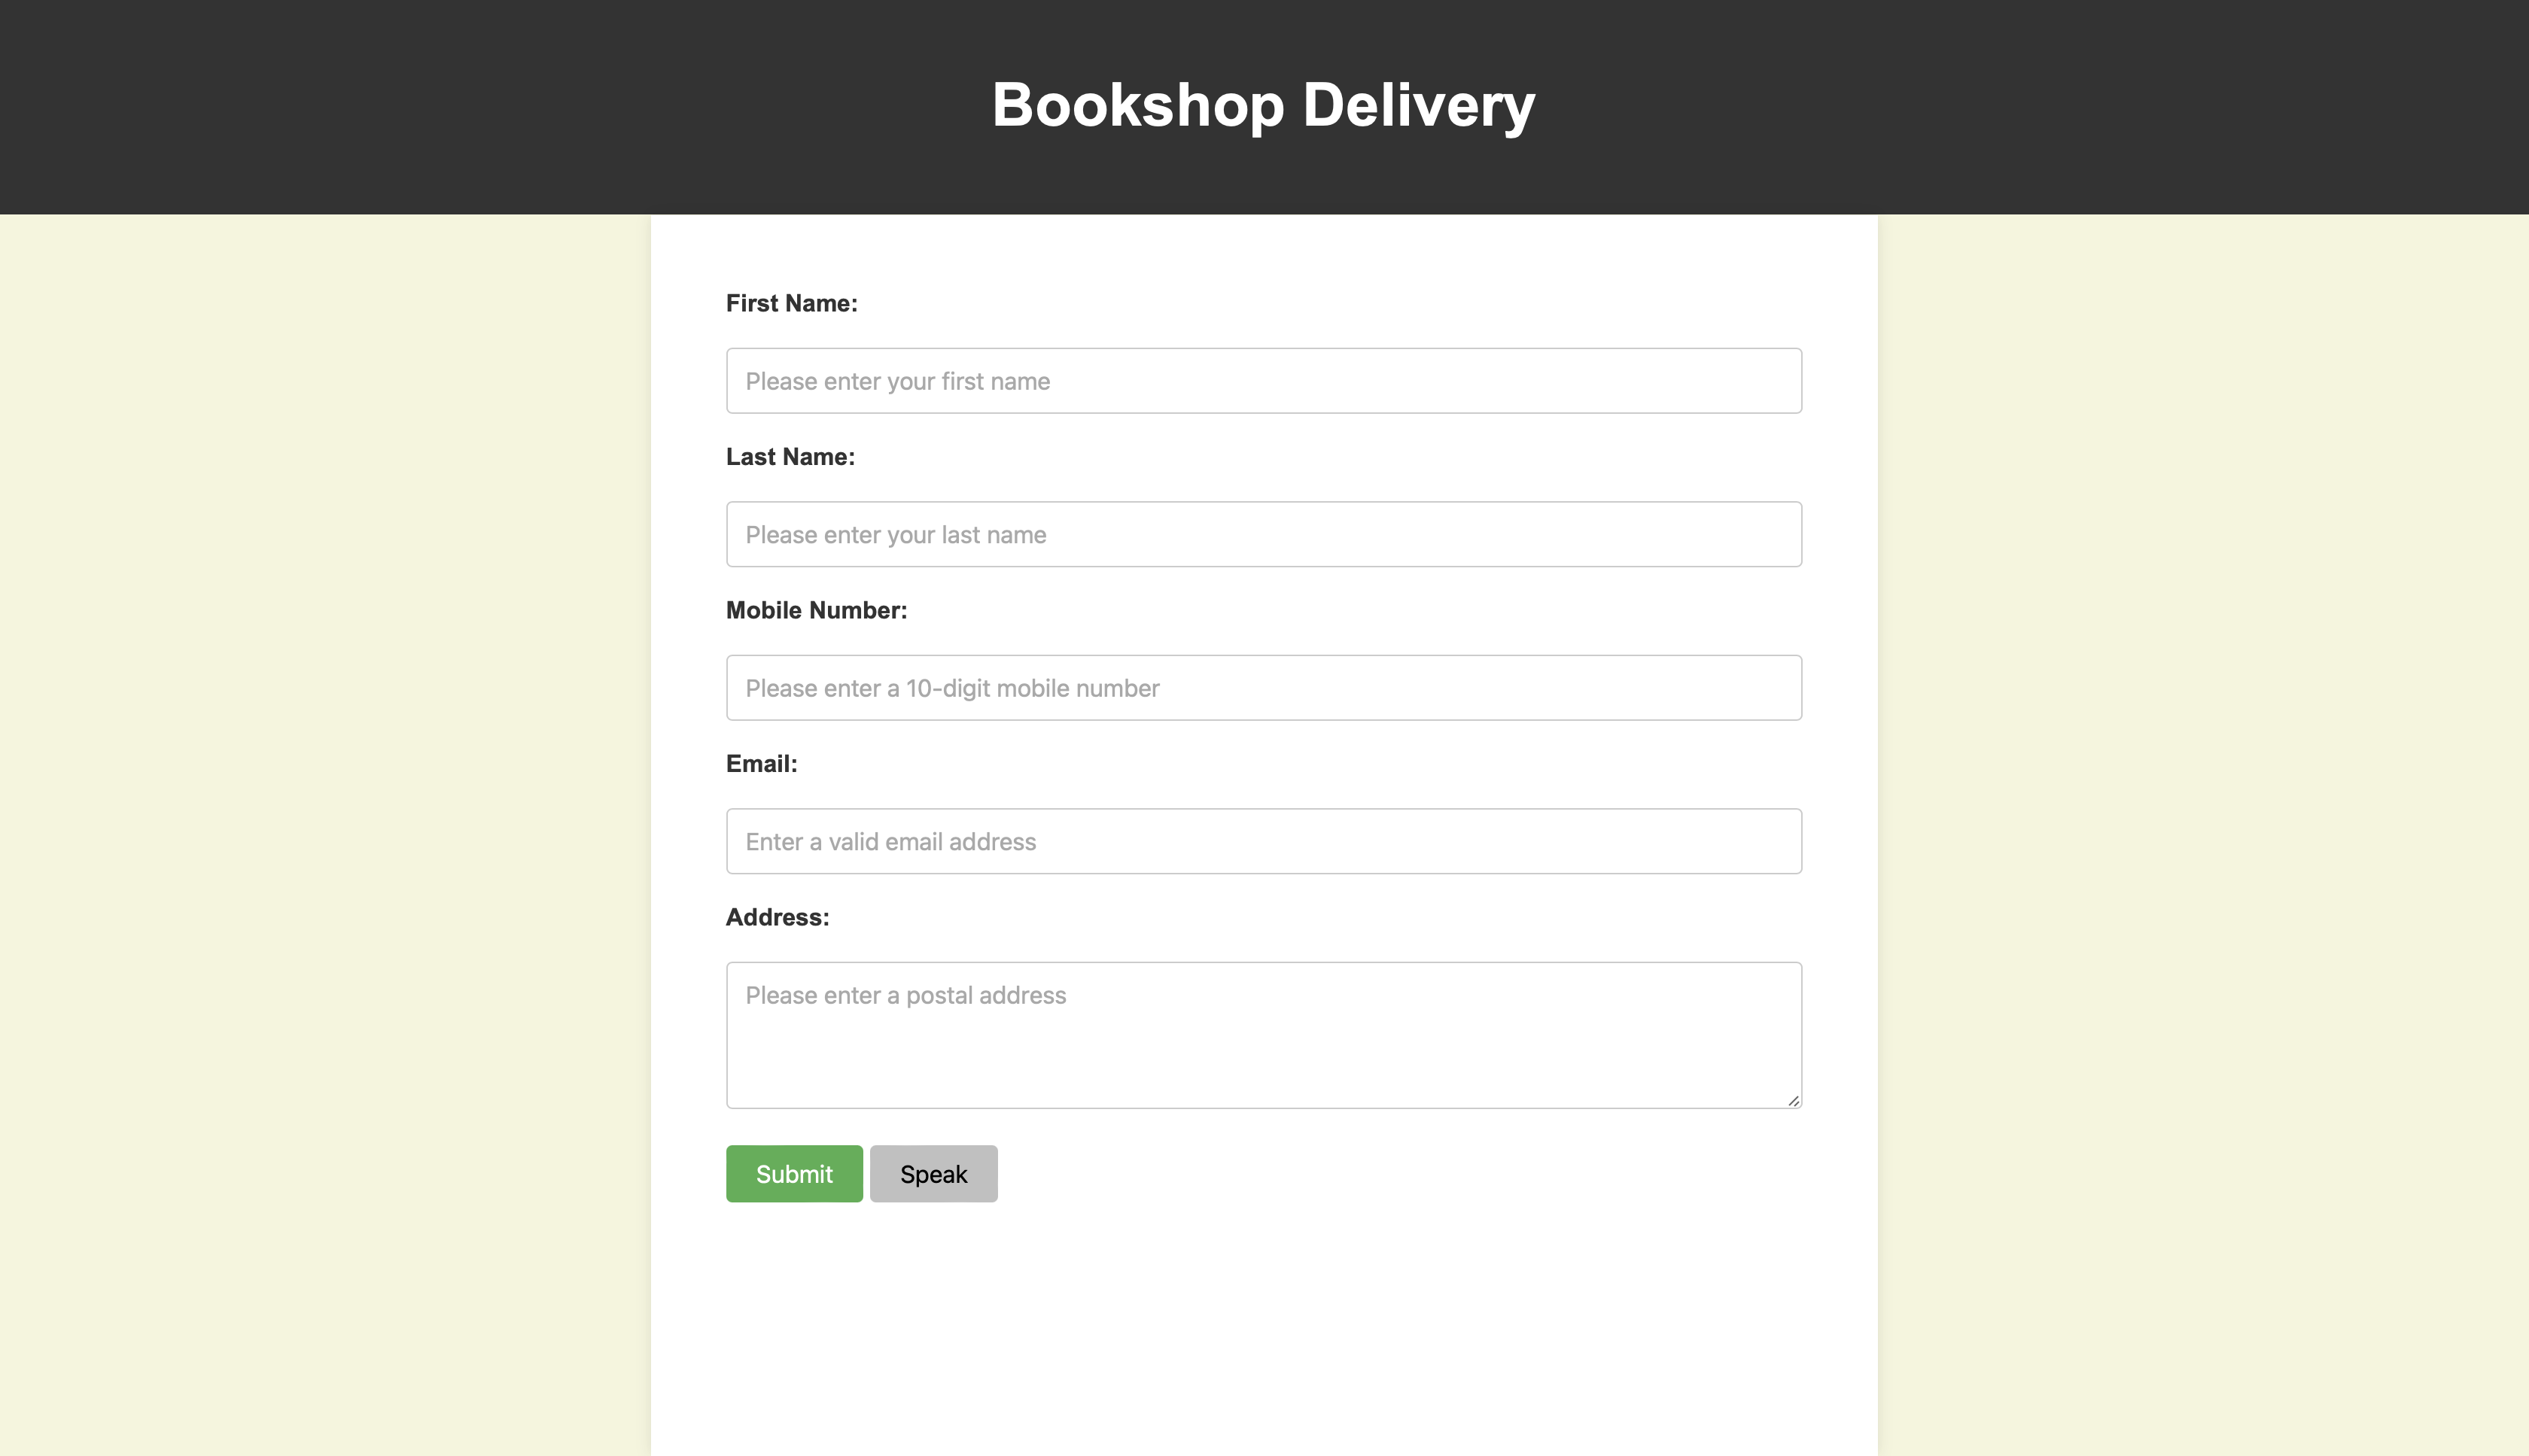 Bookshop Delivery
First Name:
Please enter your first name
Last Name:
Please enter your last name
Mobile Number:
Please enter a 10-digit mobile number
Email:
Enter a valid email address
Address:
Please enter a postal address
Submit Speak